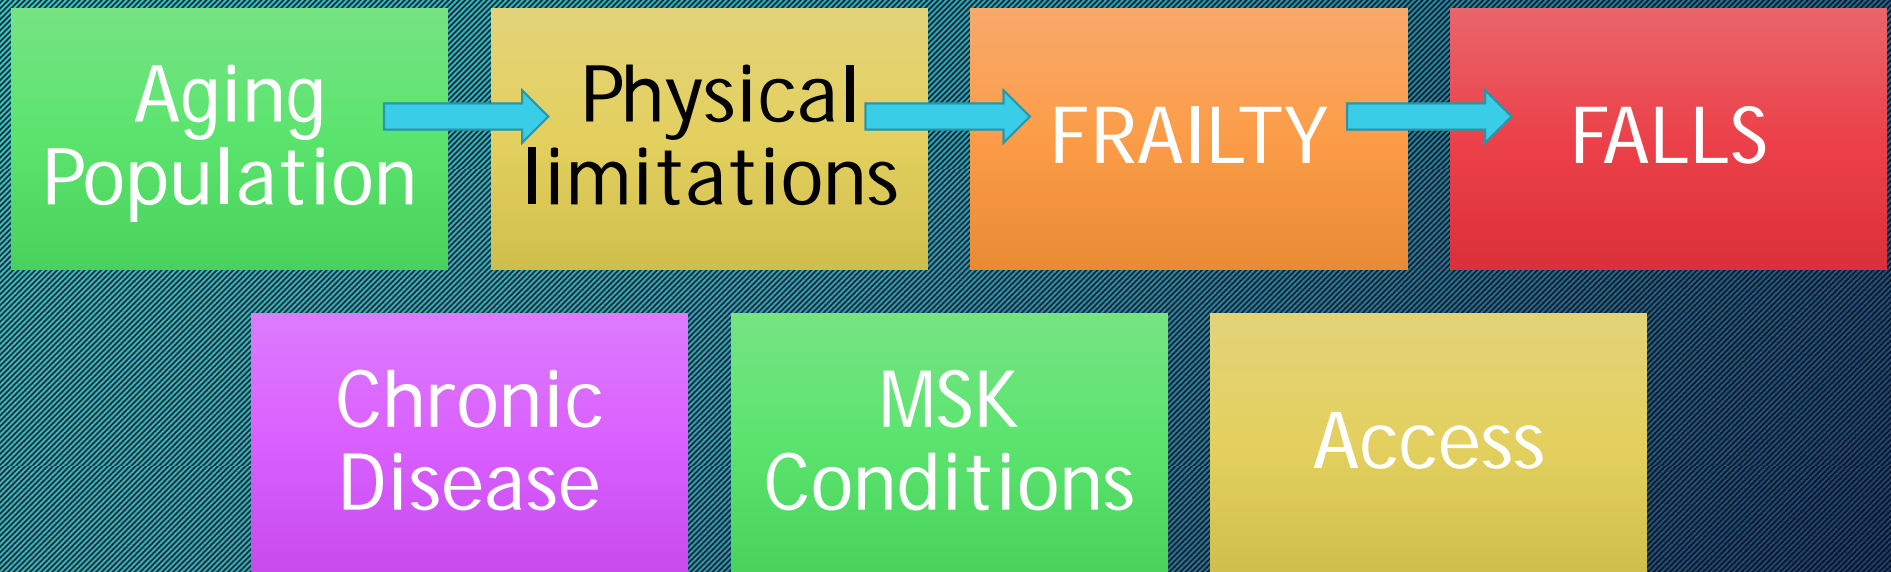 Aging
Population
Physical
limitations
FRAILTY
FALLS
Chronic
Disease
MSK
Conditions
Access